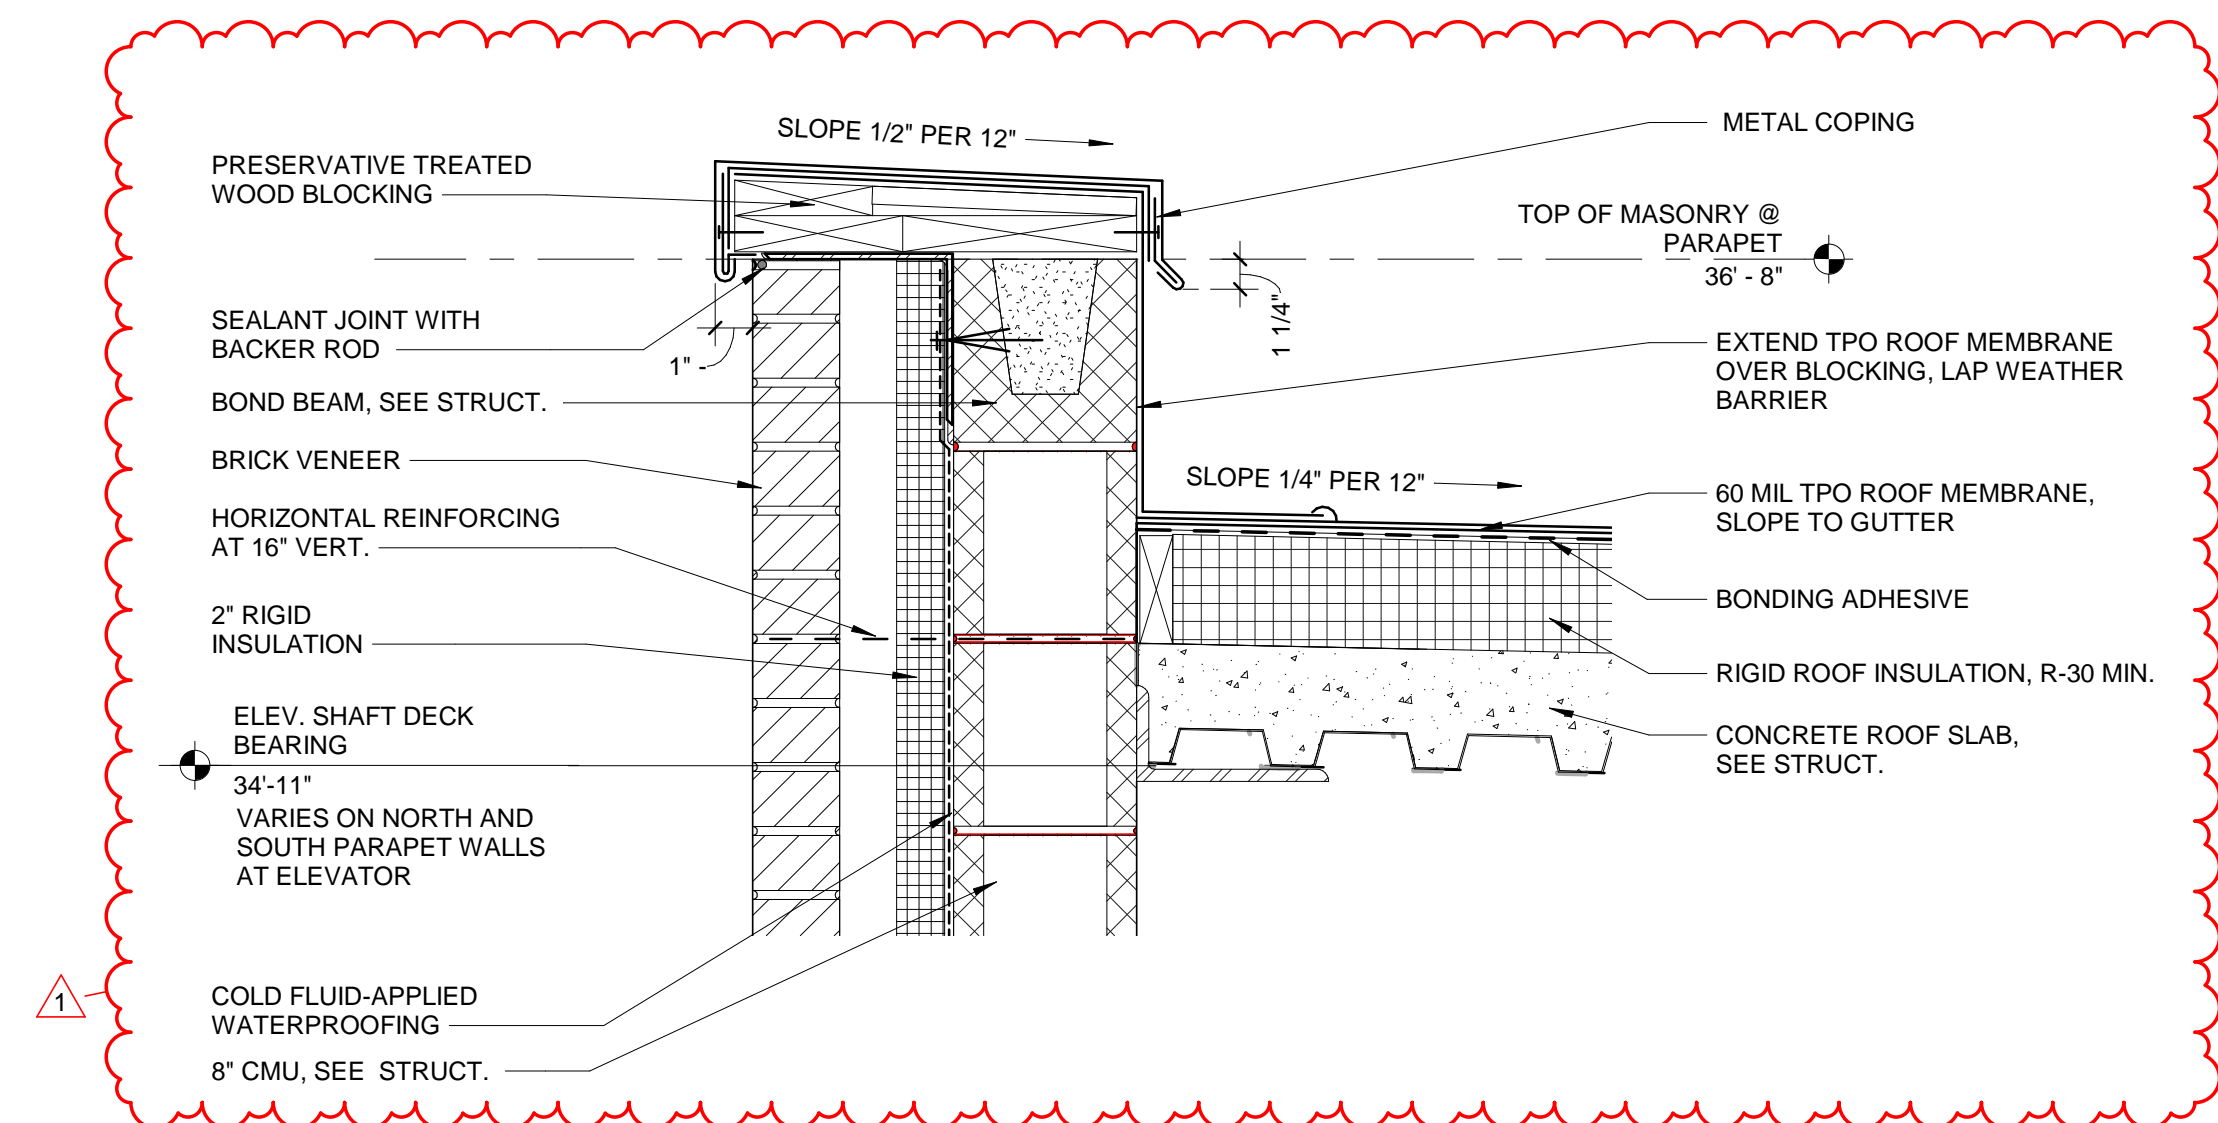 SLOPE 1/2" PER 12"
METAL COPING
PRESERVATIVE TREATED
WOOD BLOCKING
TOP OF MASONRY @
PARAPET
36' - 8"
SEALANT JOINT WITH
BACKER ROD
1"
1 1/4"
EXTEND TPO ROOF MEMBRANE
OVER BLOCKING, LAP WEATHER
BARRIER
BOND BEAM, SEE STRUCT.
BRICK VENEER
SLOPE 1/4" PER 12"
60 MIL TPO ROOF MEMBRANE,
SLOPE TO GUTTER
HORIZONTAL REINFORCING
AT 16" VERT.
BONDING ADHESIVE
2" RIGID
INSULATION
RIGID ROOF INSULATION, R-30 MIN.
ELEV. SHAFT DECK
BEARING
34'-11"
VARIES ON NORTH AND
SOUTH PARAPET WALLS
AT ELEVATOR
CONCRETE ROOF SLAB,
SEE STRUCT.
1
COLD FLUID-APPLIED
WATERPROOFING
8" CMU, SEE STRUCT.